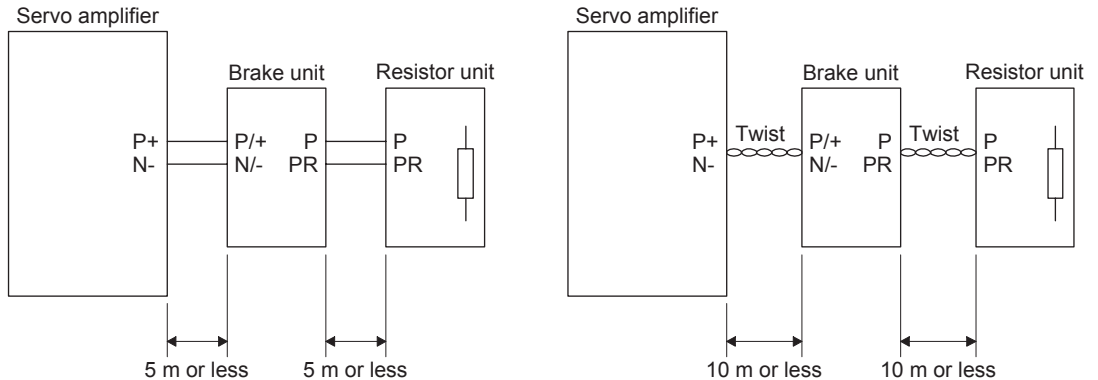 Servo amplifier
Brake unit
Resistor unit
P+
N-
P/+
N/-
P
PR
P
PR
5 m or less
5 m or less
Servo amplifier
Brake unit
Resistor unit
P+
N-
Twist
P/+
N/-
P
PR
Twist
P
PR
10 m or less
10 m or less